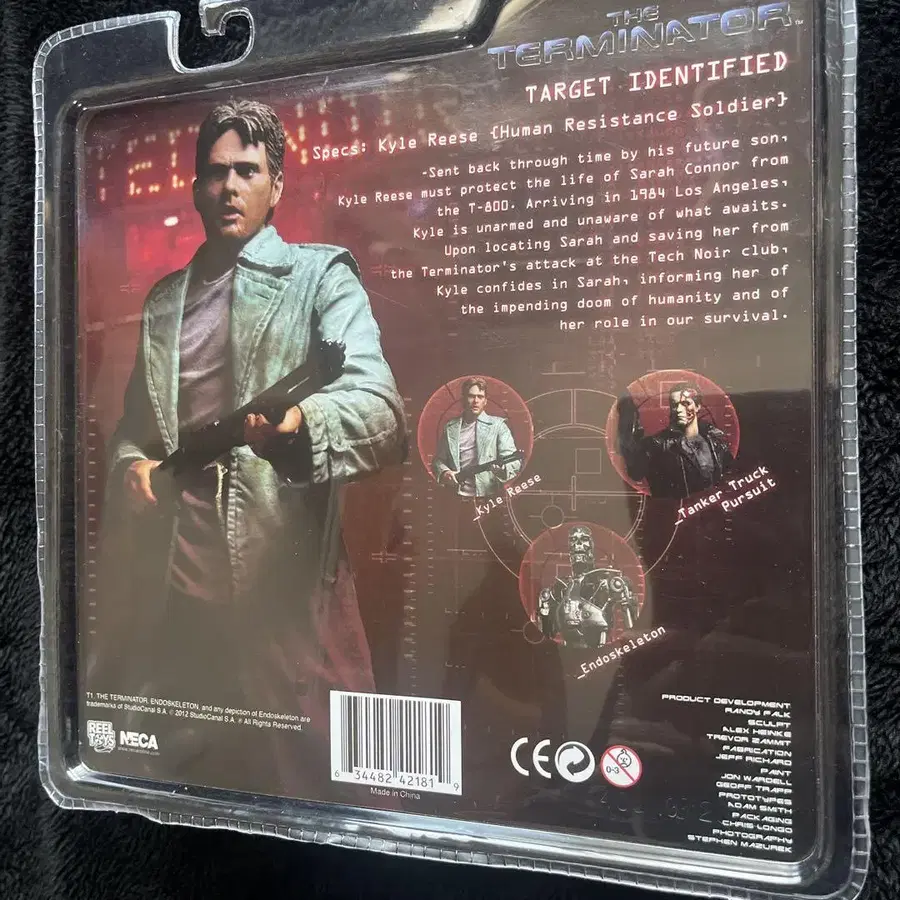 THE
TERMINATOR™
TARGET IDENTIFIED
Specs: Kyle Reese {Human Resistance Soldier}
-Sent back through time by his future son,
Kyle Reese must protect the life of Sarah Connor from
the T-800. Arriving in 1984 Los Angeles,
Kyle is unarmed and unaware of what awaits.
Upon locating Sarah and saving her from
the Terminator's attack at the Tech Noir club,
Kyle confides in Sarah, informing her of
the impending doom of humanity and of
her role in our survival.
_Kyle Reese
_Tanker Truck
Pursuit
_Endoskeleton
T1, THE TERMINATOR, ENDOSKELETON, and any depiction of Endoskeleton are
trademarks of StudioCanal S.A. © 2012 StudioCanal S.A. ® All Rights Reserved.
REEL
TOYS
NECA
www.necaonline.com
6 34482 42181 9
Made in China
CE
0-3
PRODUCT DEVELOPMENT
RANDY FALK
SCULPT
ALEX HEINKE
TREVOR ZAMMIT
FABRICATION
JEFF RICHARD
PAINT
JON WARDELL
GEOFF TRAPP
PROTOTYPES
ADAM SMITH
PACKAGING
CHRIS LONGO
PHOTOGRAPHY
STEPHEN MAZUREK